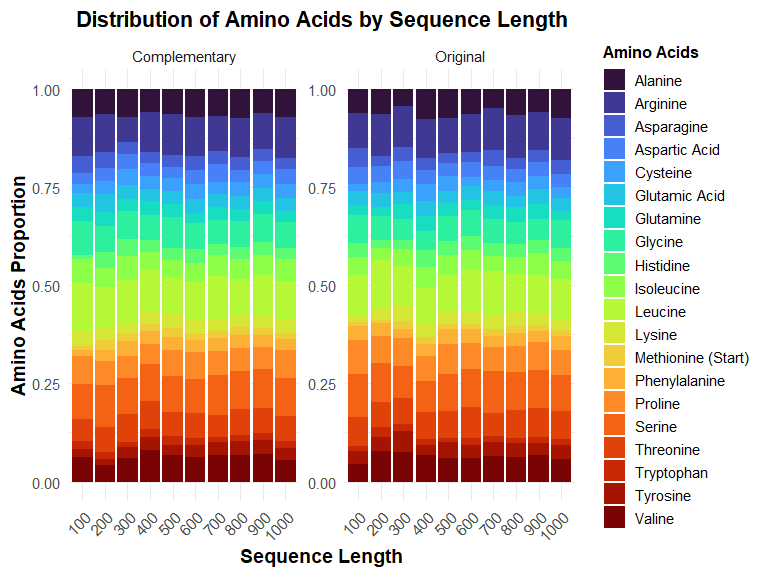 Distribution of Amino Acids by Sequence Length
Complementary
Original
Amino Acids Proportion
1.00
0.75
0.50
0.25
0.00
1.00
0.75
0.50
0.25
0.00
100
200
300
400
500
600
700
800
900
1000
100
200
300
400
500
600
700
800
900
1000
Sequence Length
Amino Acids
Alanine
Arginine
Asparagine
Aspartic Acid
Cysteine
Glutamic Acid
Glutamine
Glycine
Histidine
Isoleucine
Leucine
Lysine
Methionine (Start)
Phenylalanine
Proline
Serine
Threonine
Tryptophan
Tyrosine
Valine